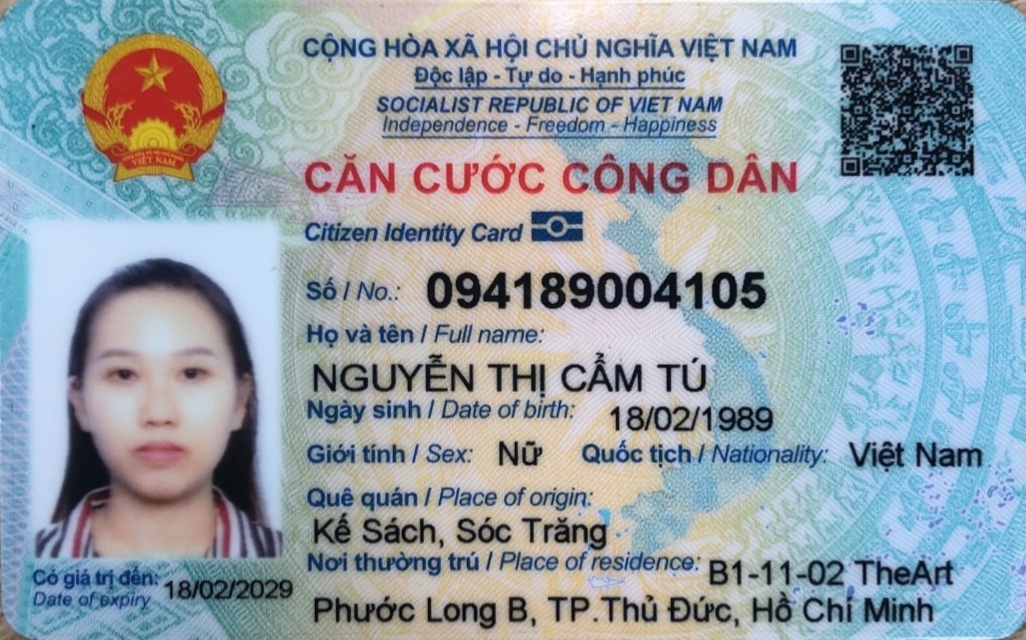 CỘNG HÒA XÃ HỘI CHỦ NGHĨA VIỆT NAM
Độc lập - Tự do - Hạnh phúc
SOCIALIST REPUBLIC OF VIET NAM
Independence - Freedom - Happiness
VIỆT NAM
CĂN CƯỚC CÔNG DÂN
Citizen Identity Card
Số / No.: 094189004105
Họ và tên / Full name:
NGUYỄN THỊ CẨM TÚ
Ngày sinh / Date of birth: 18/02/1989
Giới tính / Sex: Nữ Quốc tịch / Nationality: Việt Nam
Quê quán / Place of origin:
Kế Sách, Sóc Trăng
Nơi thường trú / Place of residence: B1-11-02 TheArt
Phước Long B, TP.Thủ Đức, Hồ Chí Minh
Có giá trị đến: 18/02/2029
Date of expiry